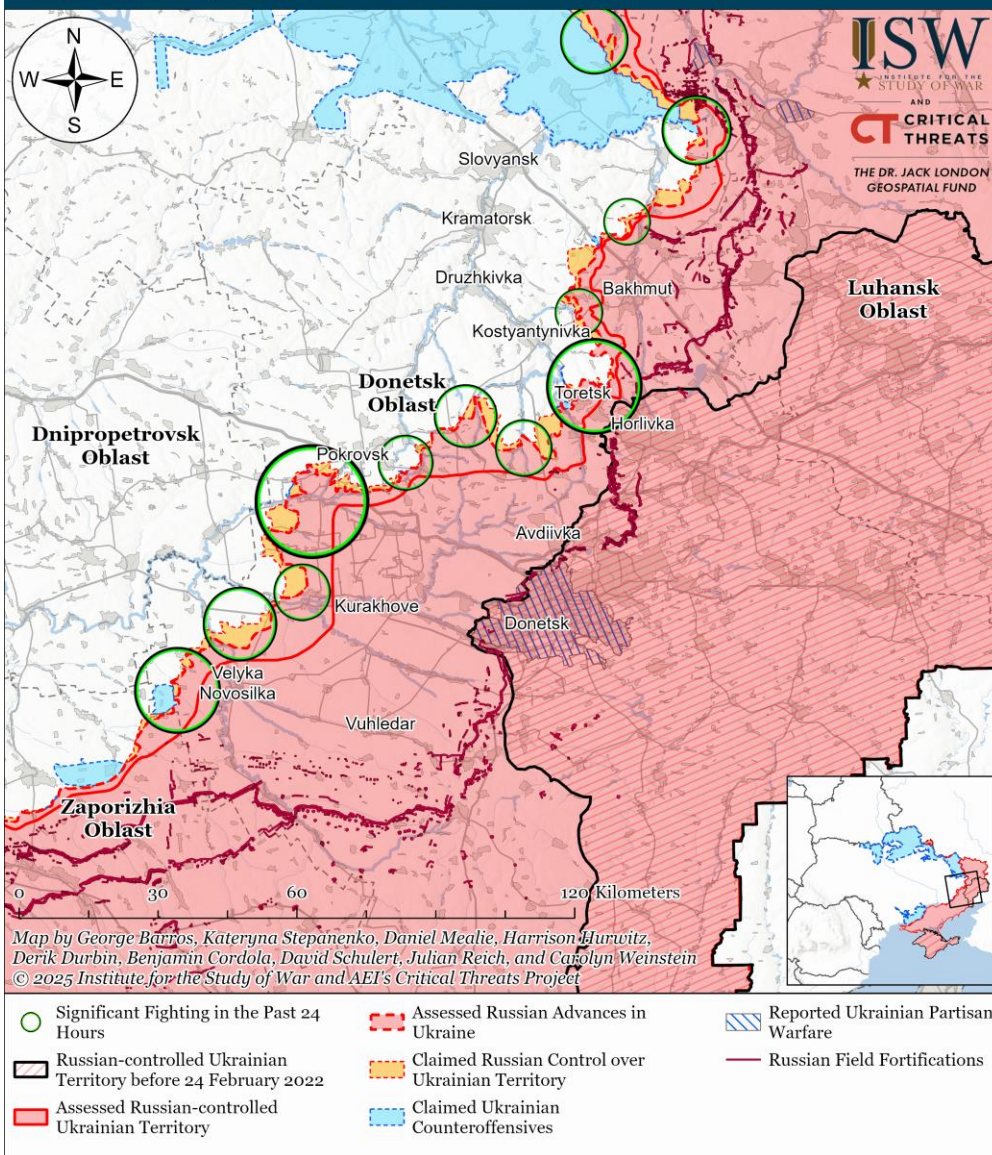 N
W E
S
ISW
INSTITUTE FOR THE
STUDY OF WAR
AND
CT CRITICAL
THREATS
THE DR. JACK LONDON
GEOSPATIAL FUND
Slovyansk
Kramatorsk
Druzhkivka
Bakhmut
Luhansk
Oblast
Kostyantynivka
Donetsk
Oblast
Toretsk
Horlivka
Dnipropetrovsk
Oblast
Pokrovsk
Avdiivka
Kurakhove
Donetsk
Velyka
Novosilka
Vuhledar
Zaporizhia
Oblast
0 30 60 120 Kilometers
Map by George Barros, Kateryna Stepanenko, Daniel Mealie, Harrison Hurwitz,
Derik Durbin, Benjamin Cordola, David Schulert, Julian Reich, and Carolyn Weinstein
© 2025 Institute for the Study of War and AEI's Critical Threats Project
Significant Fighting in the Past 24
Hours
Russian-controlled Ukrainian
Territory before 24 February 2022
Assessed Russian-controlled
Ukrainian Territory
Assessed Russian Advances in
Ukraine
Claimed Russian Control over
Ukrainian Territory
Claimed Ukrainian
Counteroffensives
Reported Ukrainian Partisan
Warfare
Russian Field Fortifications